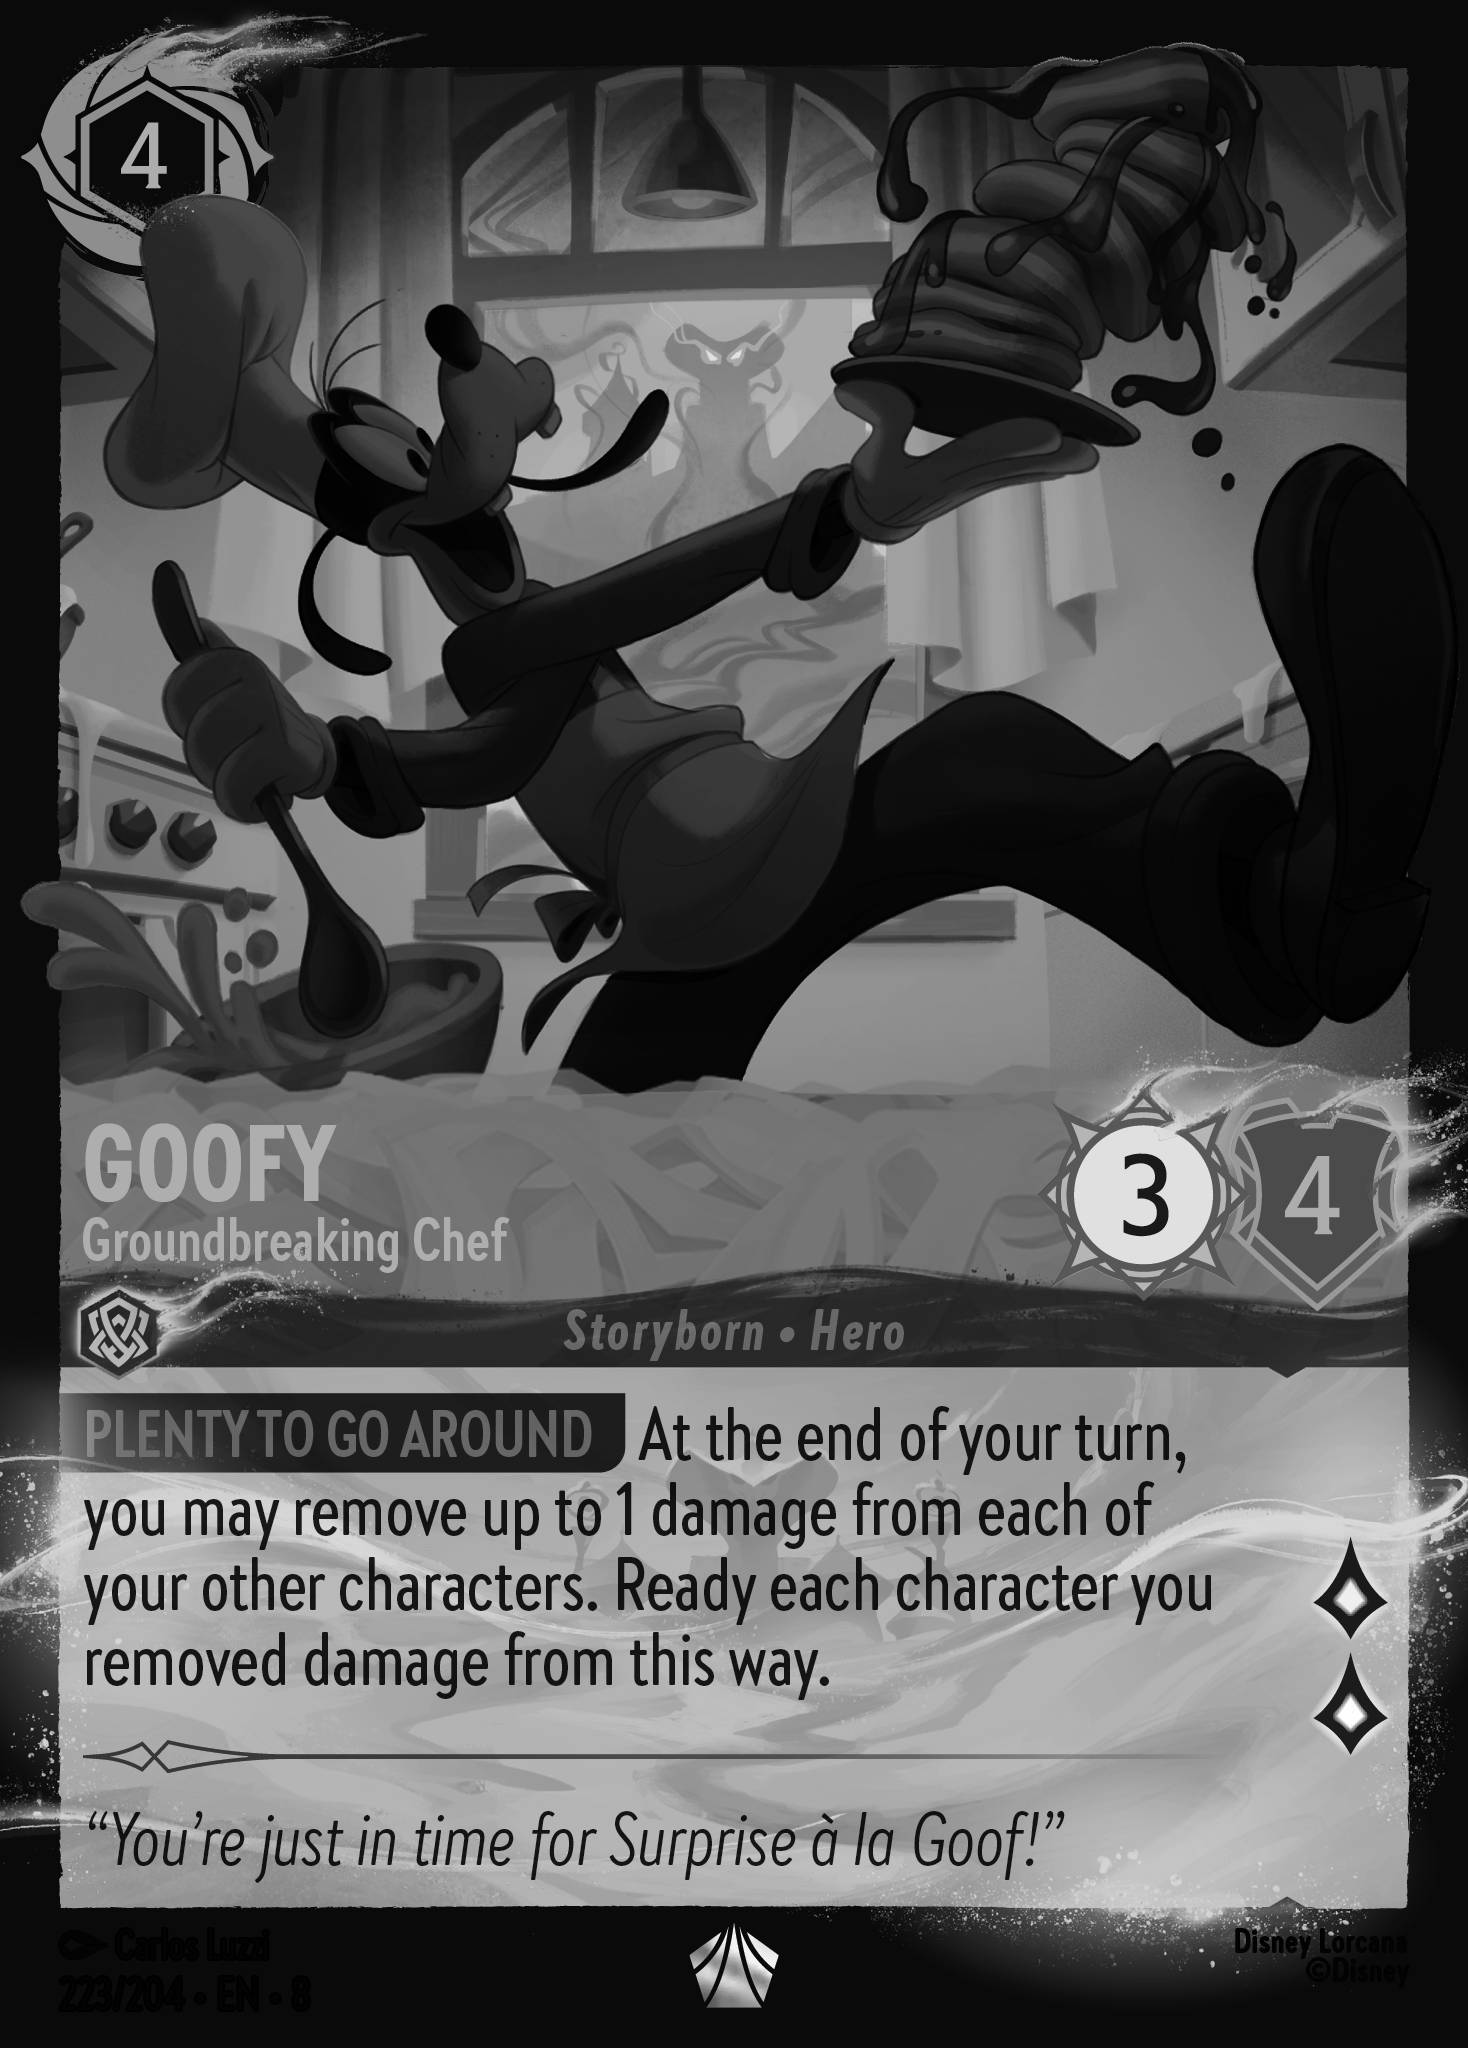 4
GOOFY
Groundbreaking Chef
3
4
Storyborn • Hero
PLENTY TO GO AROUND At the end of your turn,
you may remove up to 1 damage from each of
your other characters. Ready each character you
removed damage from this way.
“You’re just in time for Surprise à la Goof!”
Carlos Luzzi
223/204 • EN • 8
Disney Lorcana
©Disney